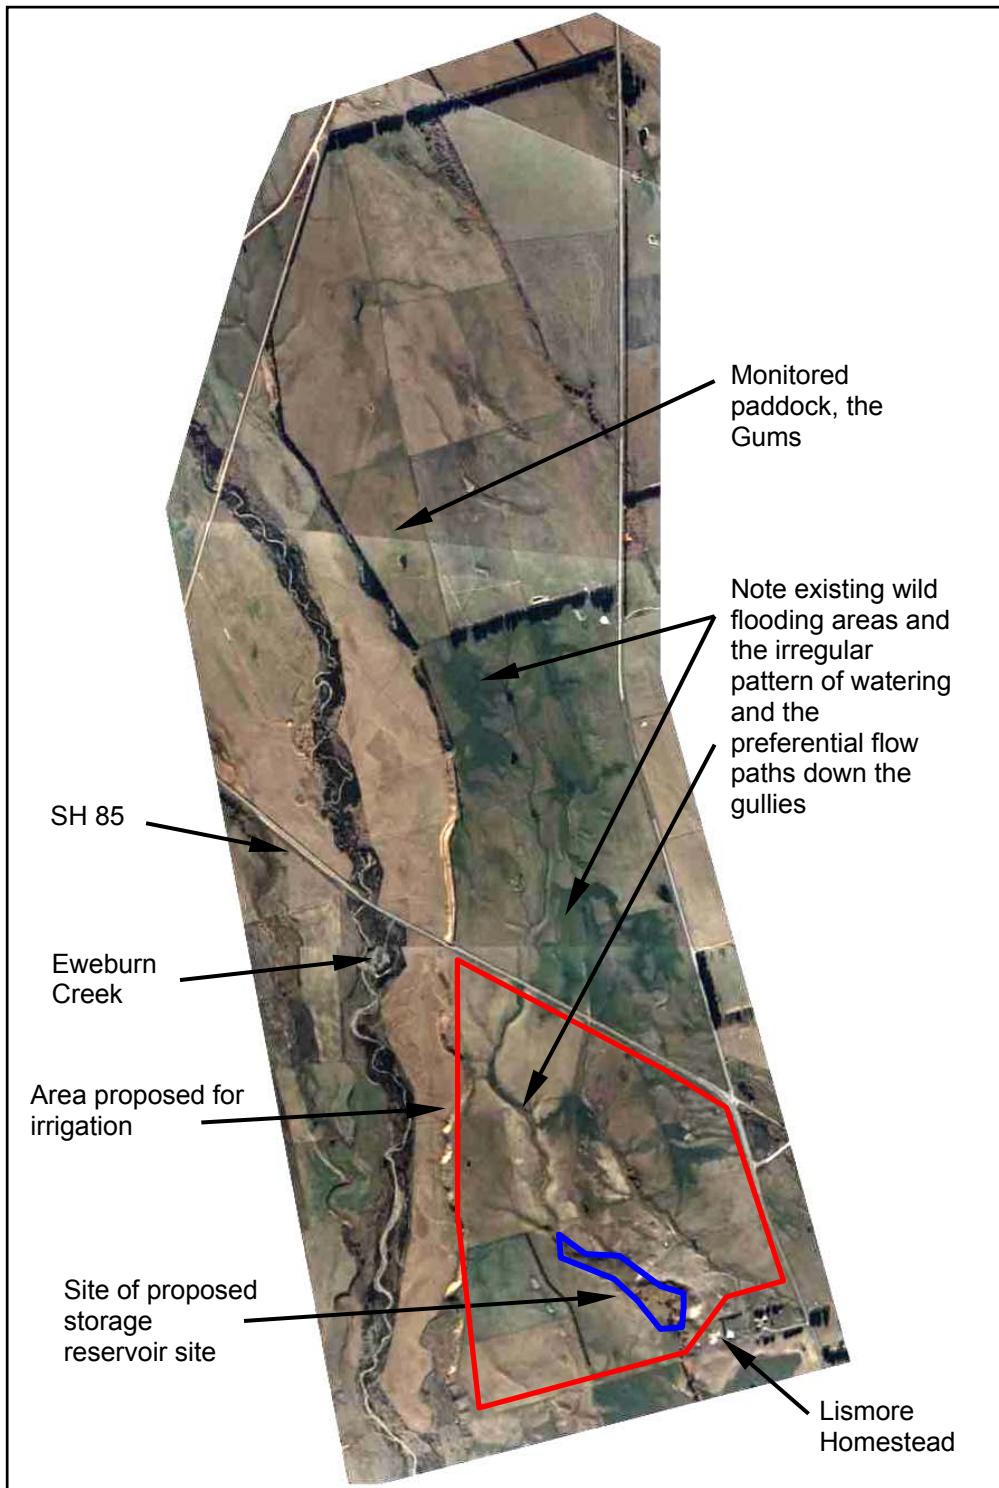 Monitored
paddock, the
Gums
Note existing wild
flooding areas and
the irregular
pattern of watering
and the
preferential flow
paths down the
gullies
SH 85
Eweburn
Creek
Area proposed for
irrigation
Site of proposed
storage
reservoir site
Lismore
Homestead